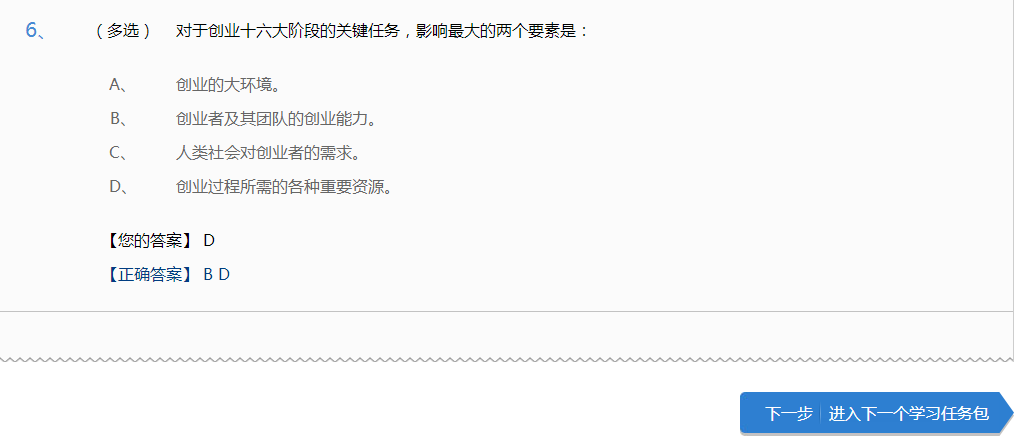 6、 （多选） 对于创业十六大阶段的关键任务，影响最大的两个要素是：
A、 创业的大环境。
B、 创业者及其团队的创业能力。
C、 人类社会对创业者的需求。
D、 创业过程所需的各种重要资源。
【您的答案】 D
【正确答案】 B D
下一步 进入下一个学习任务包